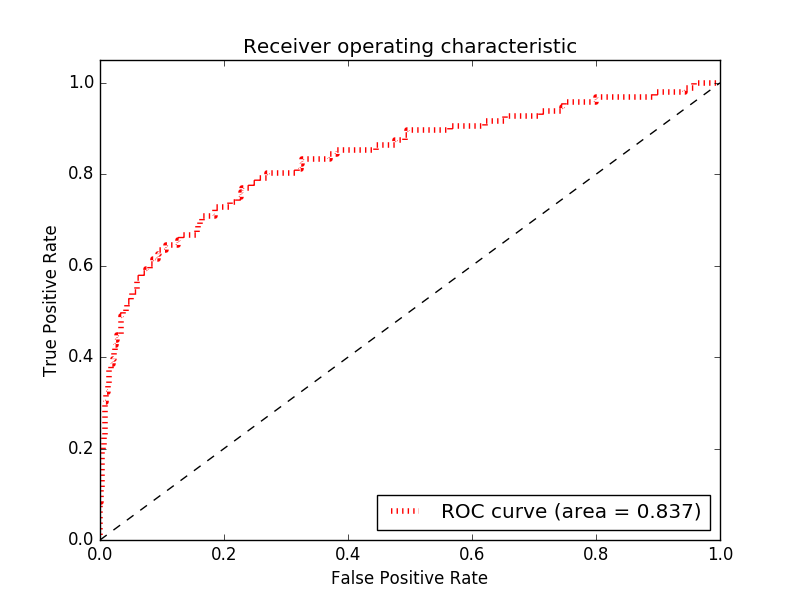 Receiver operating characteristic
1.0
0.8
0.6
0.4
0.2
0.0
True Positive Rate
ROC curve (area = 0.837)
0.0 0.2 0.4 0.6 0.8 1.0
False Positive Rate